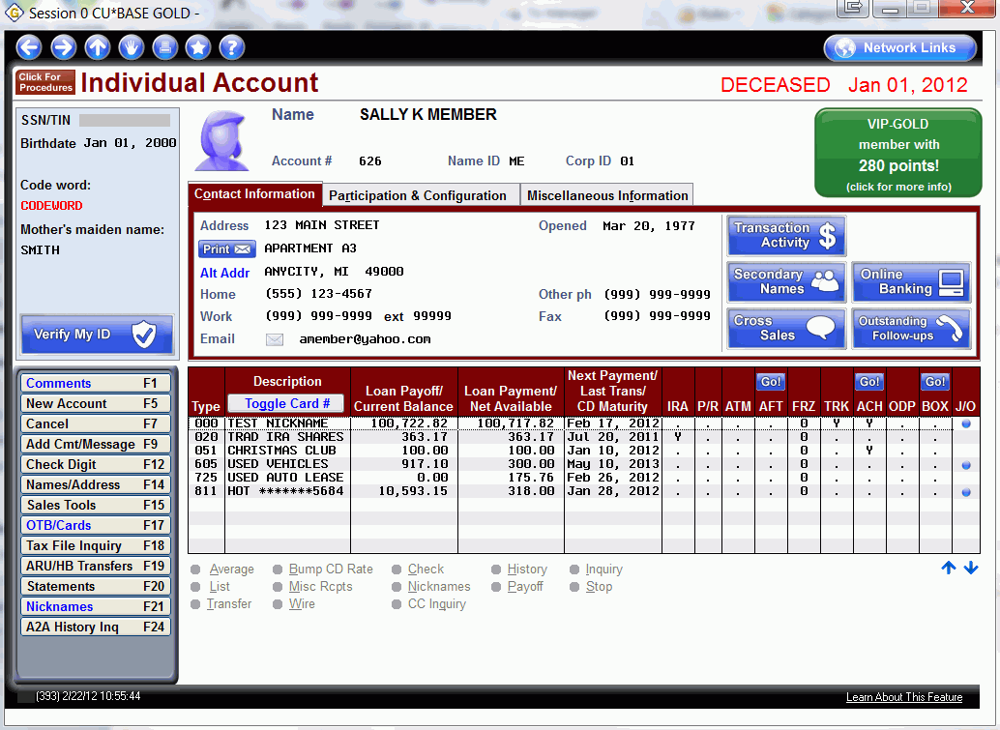 Session 0 CU*BASE GOLD -
Network Links
Click For Procedures
Individual Account
DECEASED Jan 01, 2012
SSN/TIN
Birthdate Jan 01, 2000
Code word:
CODEWORD
Mother's maiden name:
SMITH
Verify My ID
Name SALLY K MEMBER
Account # 626 Name ID ME Corp ID 01
VIP-GOLD
member with
280 points!
(click for more info)
Contact Information Participation & Configuration Miscellaneous Information
Address 123 MAIN STREET Opened Mar 20, 1977
Print APARTMENT A3
Alt Addr ANYCITY, MI 49000
Home (555) 123-4567 Other ph (999) 999-9999
Work (999) 999-9999 ext 99999 Fax (999) 999-9999
Email amember@yahoo.com
Transaction Activity $
Secondary Names
Online Banking
Cross Sales
Outstanding Follow-ups
Comments F1
New Account F5
Cancel F7
Add Cmt/Message F9
Check Digit F12
Names/Address F14
Sales Tools F15
OTB/Cards F17
Tax File Inquiry F18
ARU/HB Transfers F19
Statements F20
Nicknames F21
A2A History Inq F24
Type Description Toggle Card # Loan Payoff/ Current Balance Loan Payment/ Net Available Next Payment/ Last Trans/ CD Maturity IRA P/R ATM Go! AFT FRZ TRK Go! ACH ODP Go! BOX J/O
000 TEST NICKNAME 100,722.82 100,717.82 Feb 17, 2012 . . . . 0 Y Y . .
020 TRAD IRA SHARES 363.17 363.17 Jul 20, 2011 Y . . . 0 . . . .
051 CHRISTMAS CLUB 100.00 100.00 Jan 10, 2012 . . . . 0 . Y . .
605 USED VEHICLES 917.10 300.00 May 10, 2013 . . . . 0 . . . .
725 USED AUTO LEASE 0.00 175.76 Feb 26, 2012 . . . . 0 . . . .
811 HOT *******5684 10,593.15 318.00 Jan 28, 2012 . . . . 0 . . . .
Average Bump CD Rate Check History Inquiry
List Misc Rcpts Nicknames Payoff Stop
Transfer Wire CC Inquiry
(393) 2/22/12 10:55:44
Learn About This Feature